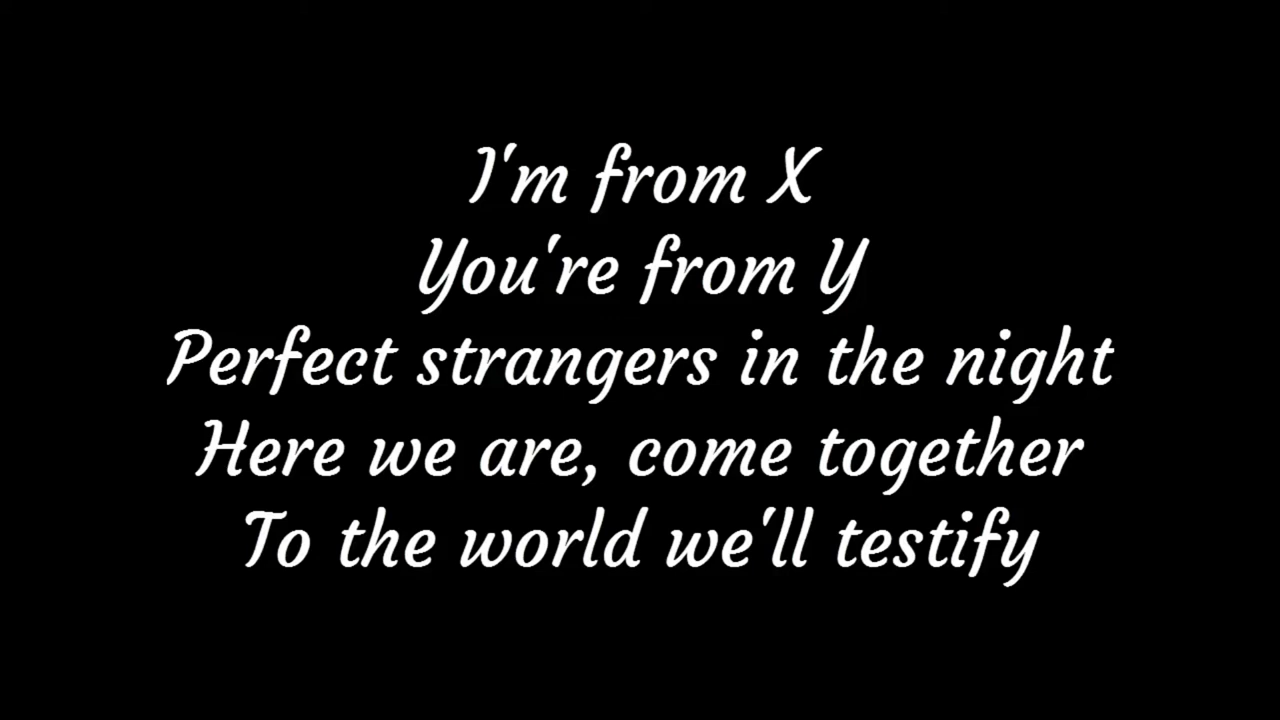 I'm from X
You're from Y
Perfect strangers in the night
Here we are, come together
To the world we'll testify